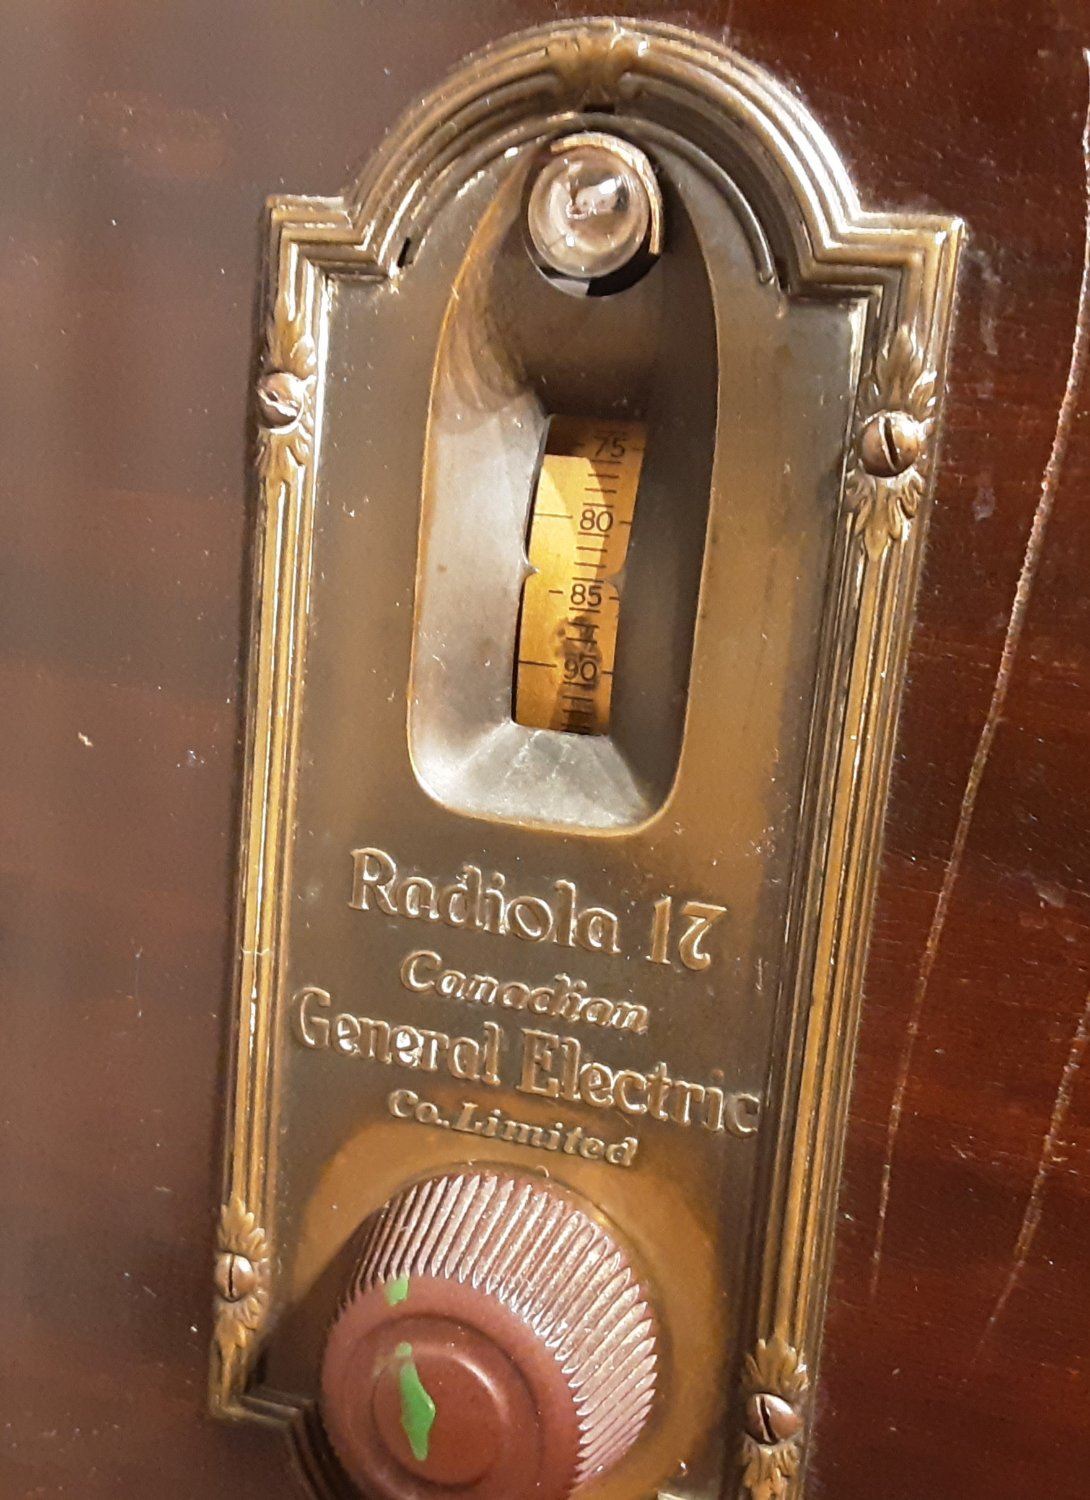 75
80
85
90
Radiola 17
Canadian
General Electric
Co. Limited